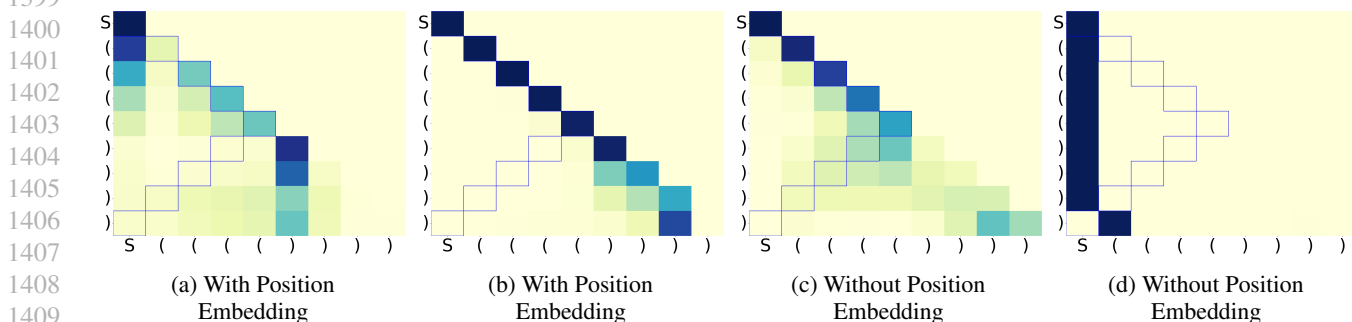 1399
1400
1401
1402
1403
1404
1405
1406
1407
1408
1409
S
(
(
(
(
)
)
)
)
S ( ( ( ( ) ) ) )
(a) With Position
Embedding
S
(
(
(
(
)
)
)
)
S ( ( ( ( ) ) ) )
(b) With Position
Embedding
S
(
(
(
(
)
)
)
)
S ( ( ( ( ) ) ) )
(c) Without Position
Embedding
S
(
(
(
(
)
)
)
)
S ( ( ( ( ) ) ) )
(d) Without Position
Embedding